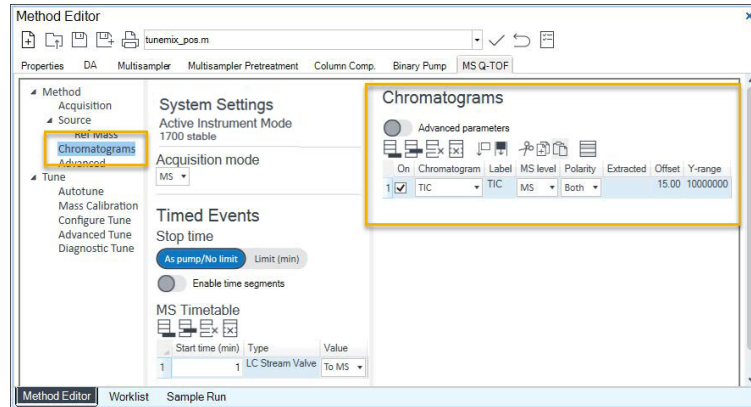 Method Editor
tunemix_pos.m
Properties DA Multisampler Multisampler Pretreatment Column Comp. Binary Pump MS Q-TOF
Method
Acquisition
Source
Ref Mass
Chromatograms
Advanced
Tune
Autotune
Mass Calibration
Configure Tune
Advanced Tune
Diagnostic Tune
System Settings
Active Instrument Mode
1700 stable
Acquisition mode
MS
Timed Events
Stop time
As pump/No limit Limit (min)
Enable time segments
MS Timetable
Start time (min) Type Value
1 1 LC Stream Valve To MS
Chromatograms
Advanced parameters
On Chromatogram Label MS level Polarity Extracted Offset Y-range
1 TIC TIC MS Both 15.00 10000000
Method Editor Worklist Sample Run